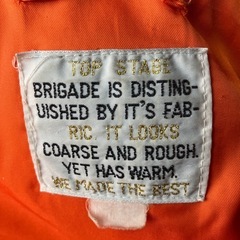 TOP STAGE
BRIGADE IS DISTING-
UISHED BY IT'S FAB-
RIC. IT LOOKS
COARSE AND ROUGH.
YET HAS WARM.
WE MADE THE BEST